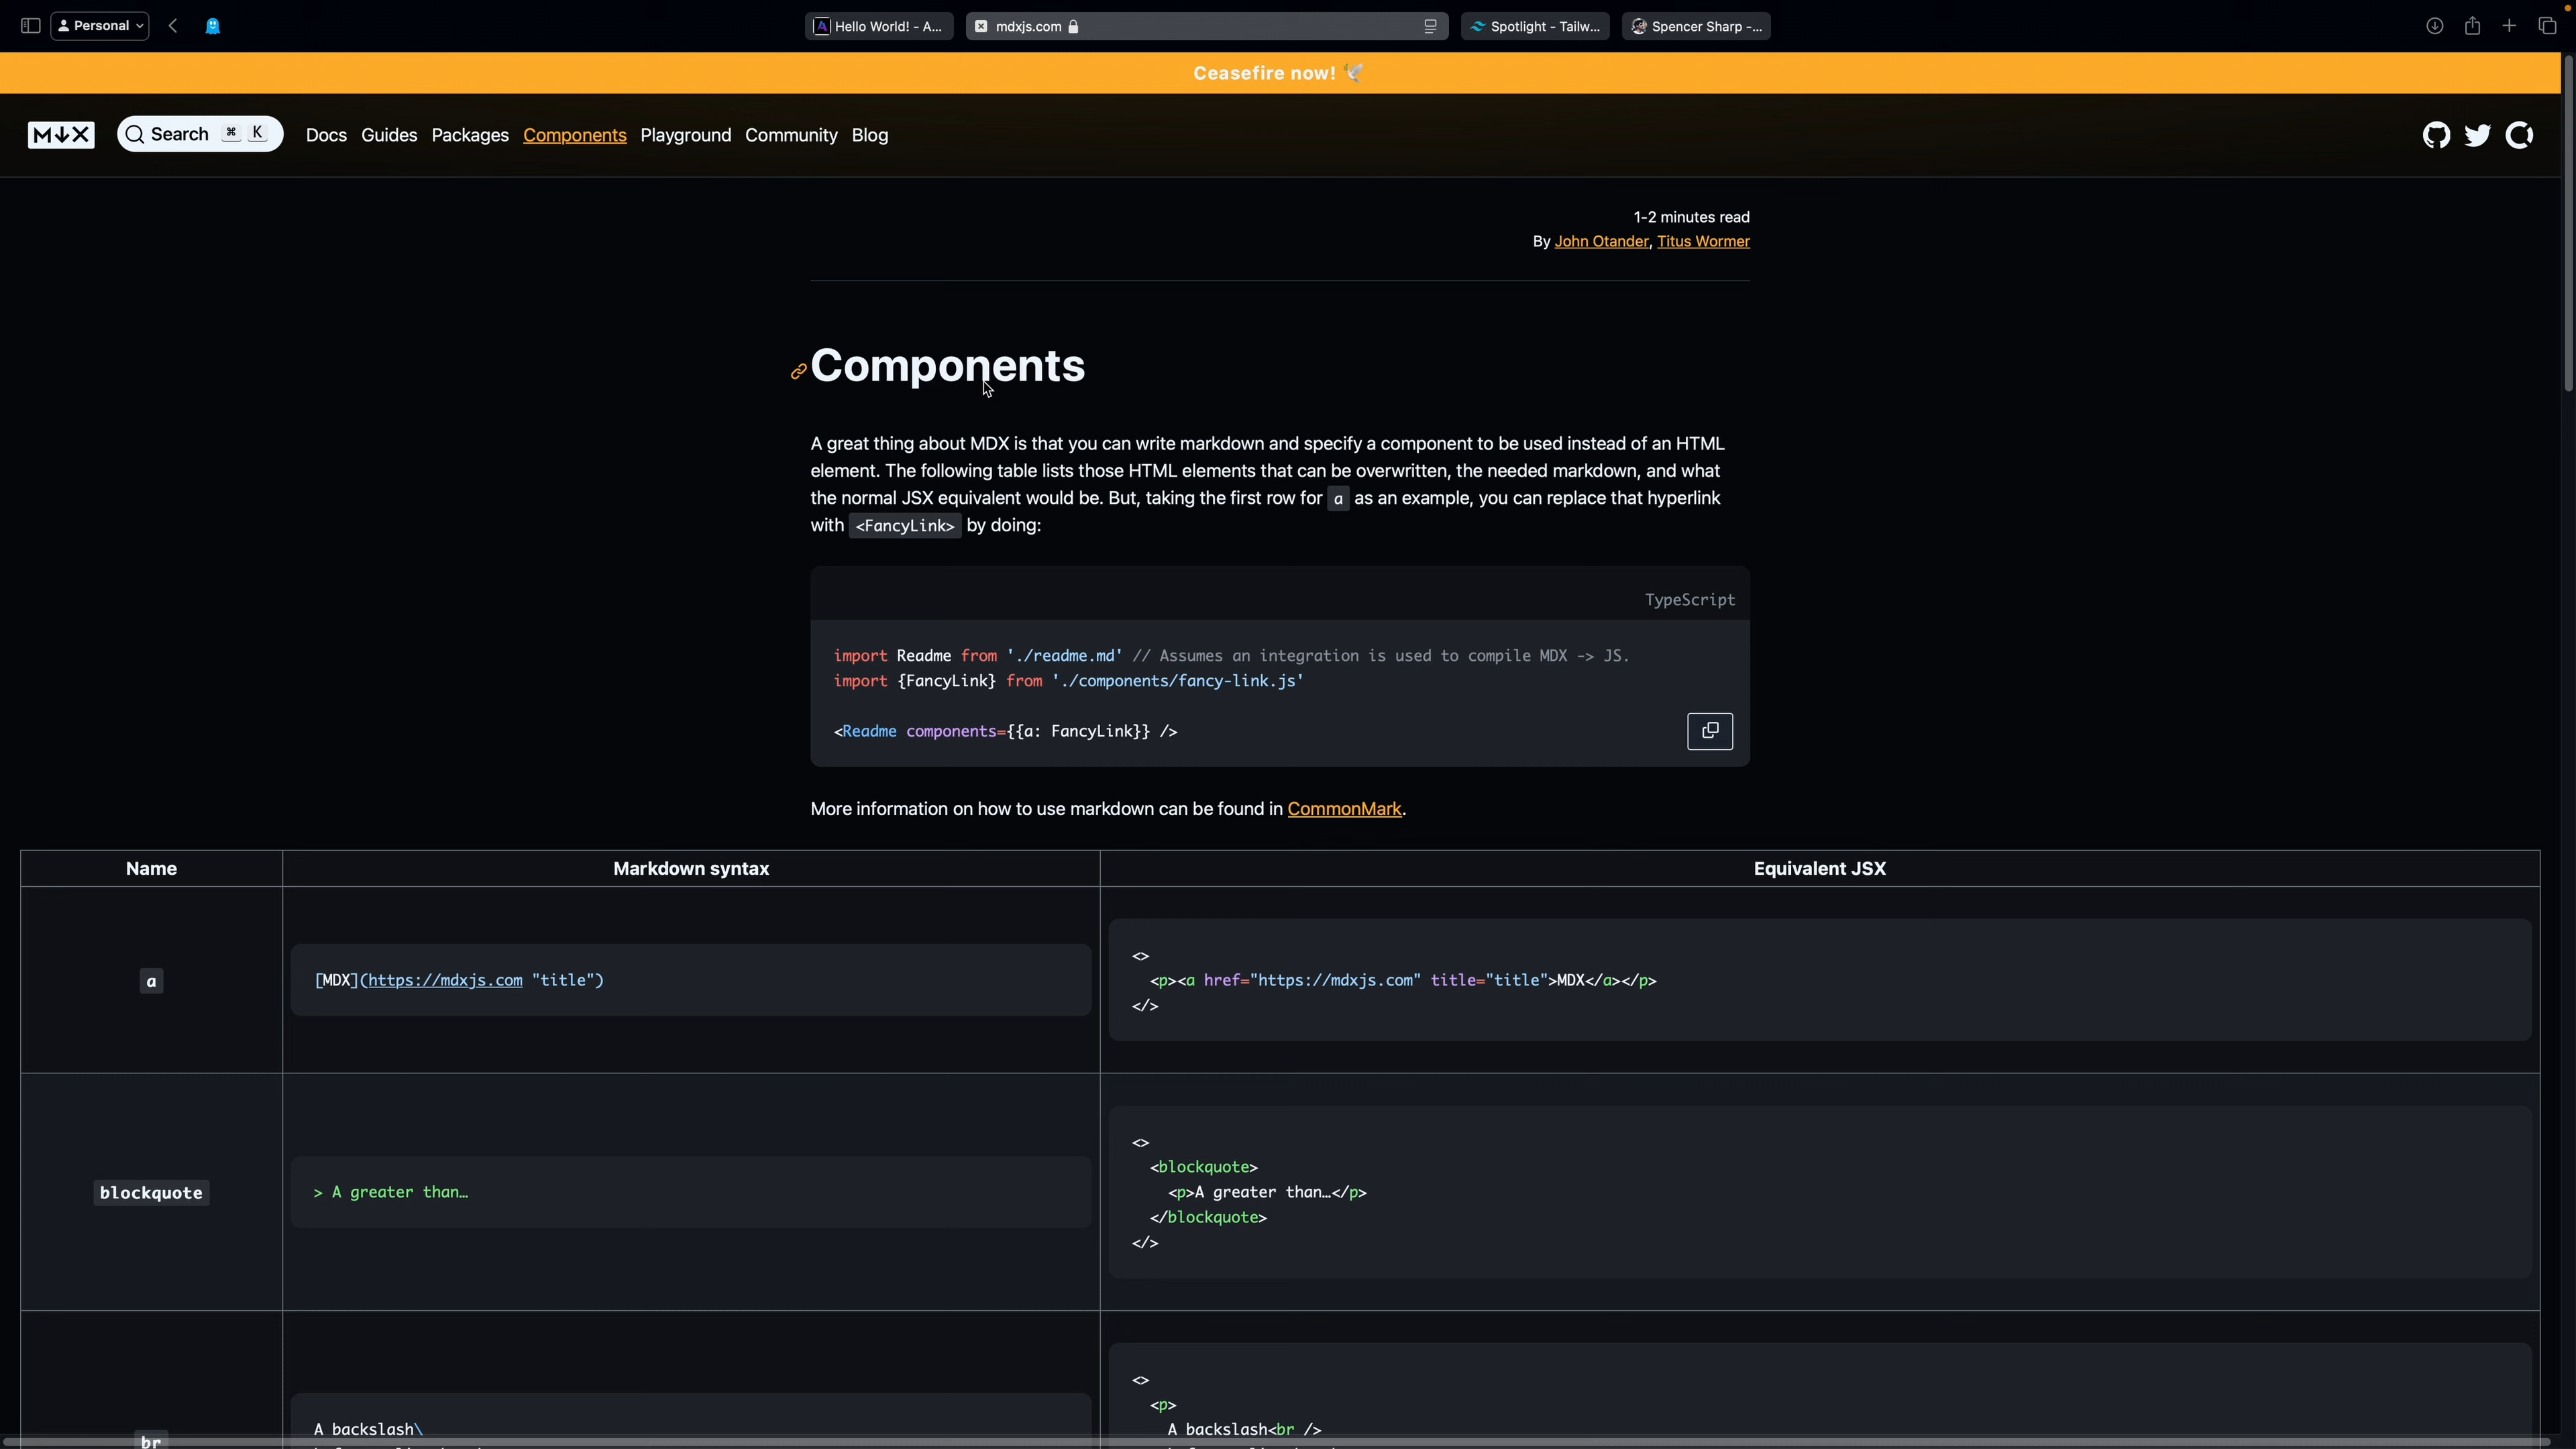 Personal
Hello World! - A...
mdxjs.com
Spotlight - Tailw...
Spencer Sharp -...
Ceasefire now! 🕊️
M↓X
Search ⌘ K
Docs Guides Packages Components Playground Community Blog
1-2 minutes read
By John Otander, Titus Wormer
Components
A great thing about MDX is that you can write markdown and specify a component to be used instead of an HTML
element. The following table lists those HTML elements that can be overwritten, the needed markdown, and what
the normal JSX equivalent would be. But, taking the first row for a as an example, you can replace that hyperlink
with <FancyLink> by doing:
TypeScript
import Readme from './readme.md' // Assumes an integration is used to compile MDX -> JS.
import {FancyLink} from './components/fancy-link.js'
<Readme components={{a: FancyLink}} />
More information on how to use markdown can be found in CommonMark.
Name Markdown syntax Equivalent JSX
a
[MDX](https://mdxjs.com "title")
<>
<p><a href="https://mdxjs.com" title="title">MDX</a></p>
</>
blockquote
> A greater than…
<>
<blockquote>
<p>A greater than…</p>
</blockquote>
</>
br
A backslash\
<>
<p>
A backslash<br />